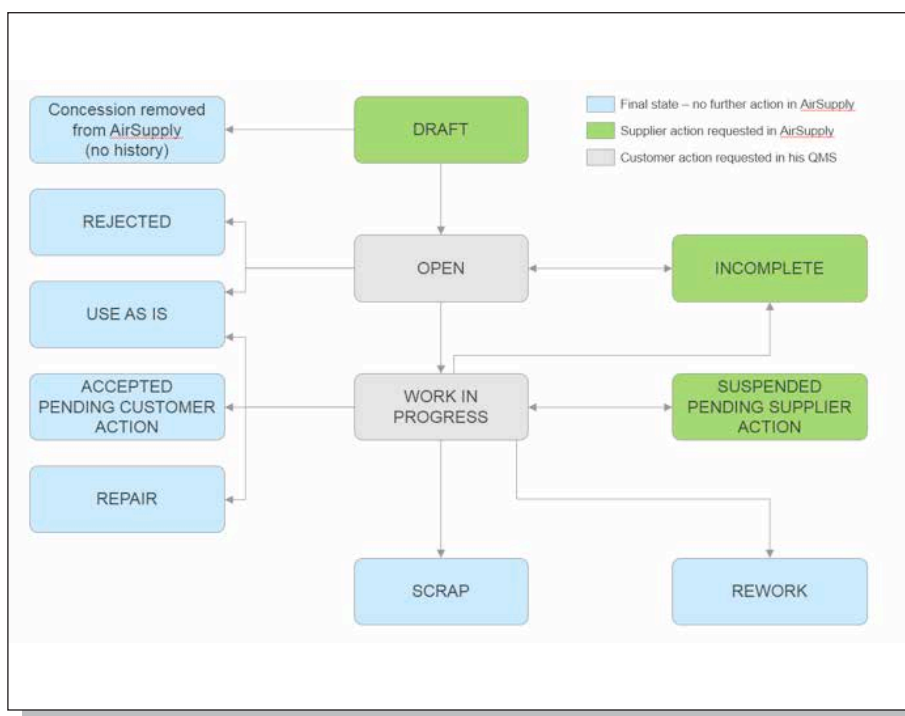 Concession removed
from AirSupply
(no history)
DRAFT
Final state – no further action in AirSupply
Supplier action requested in AirSupply
Customer action requested in his QMS
REJECTED
OPEN
INCOMPLETE
USE AS IS
ACCEPTED
PENDING CUSTOMER
ACTION
WORK IN
PROGRESS
SUSPENDED
PENDING SUPPLIER
ACTION
REPAIR
SCRAP
REWORK